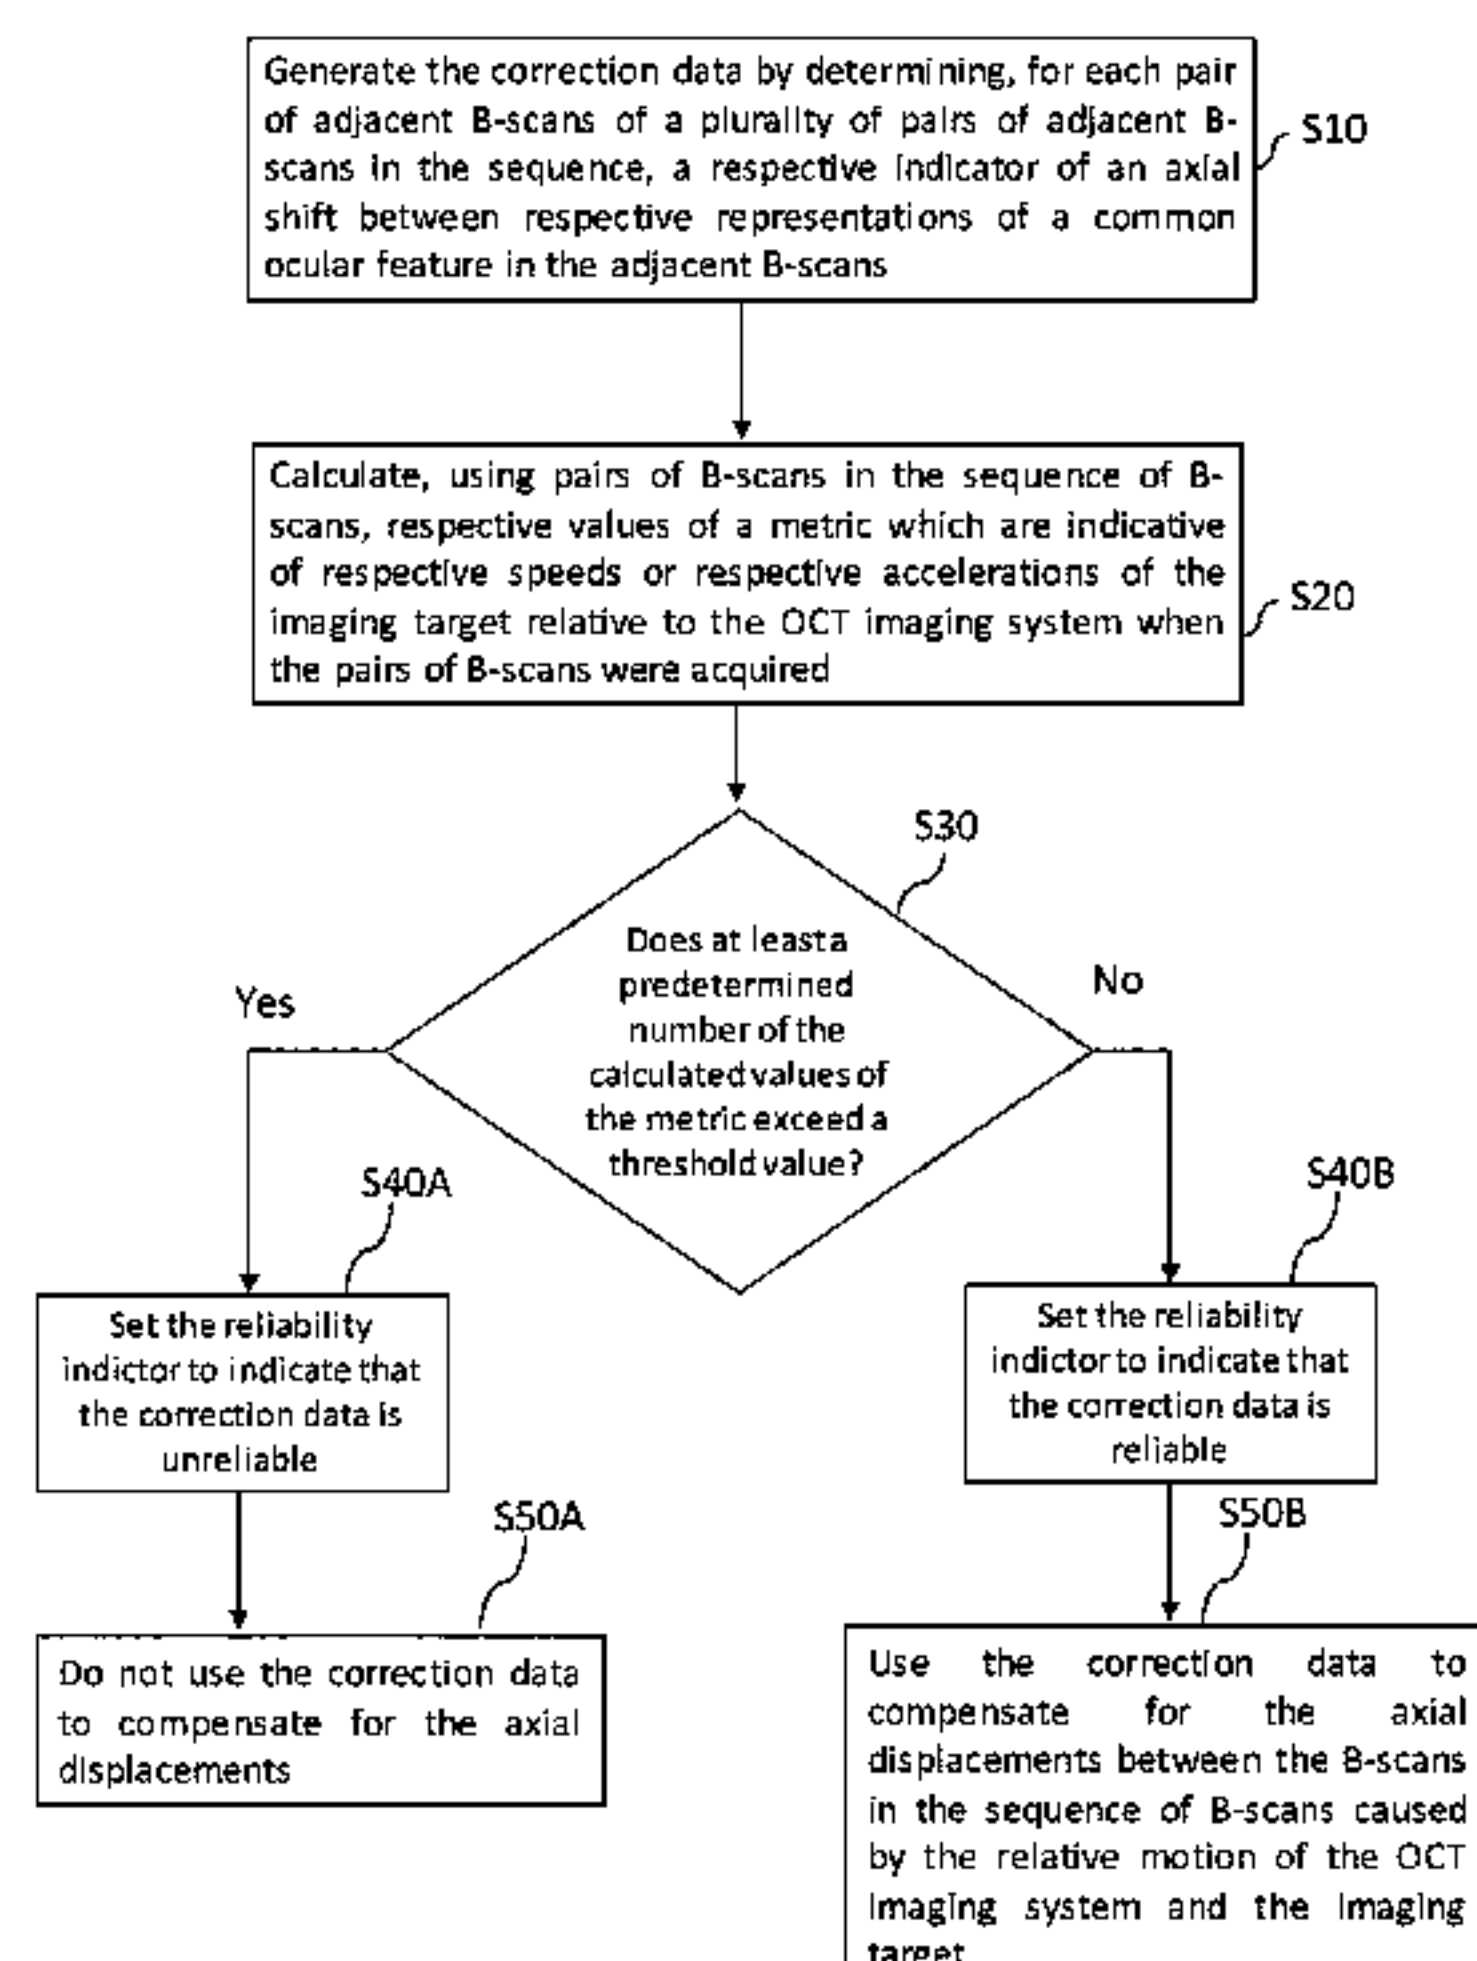 Generate the correction data by determining, for each pair
of adjacent B-scans of a plurality of pairs of adjacent B-
scans in the sequence, a respective indicator of an axial
shift between respective representations of a common
ocular feature in the adjacent B-scans
S10
Calculate, using pairs of B-scans in the sequence of B-
scans, respective values of a metric which are indicative
of respective speeds or respective accelerations of the
imaging target relative to the OCT imaging system when
the pairs of B-scans were acquired
S20
S30
Does at least a
predetermined
number of the
calculated values of
the metric exceed a
threshold value?
Yes
No
S40A
Set the reliability
indictor to indicate that
the correction data is
unreliable
S40B
Set the reliability
indictor to indicate that
the correction data is
reliable
S50A
Do not use the correction data
to compensate for the axial
displacements
S50B
Use the correction data to
compensate for the axial
displacements between the B-scans
in the sequence of B-scans caused
by the relative motion of the OCT
imaging system and the imaging
target